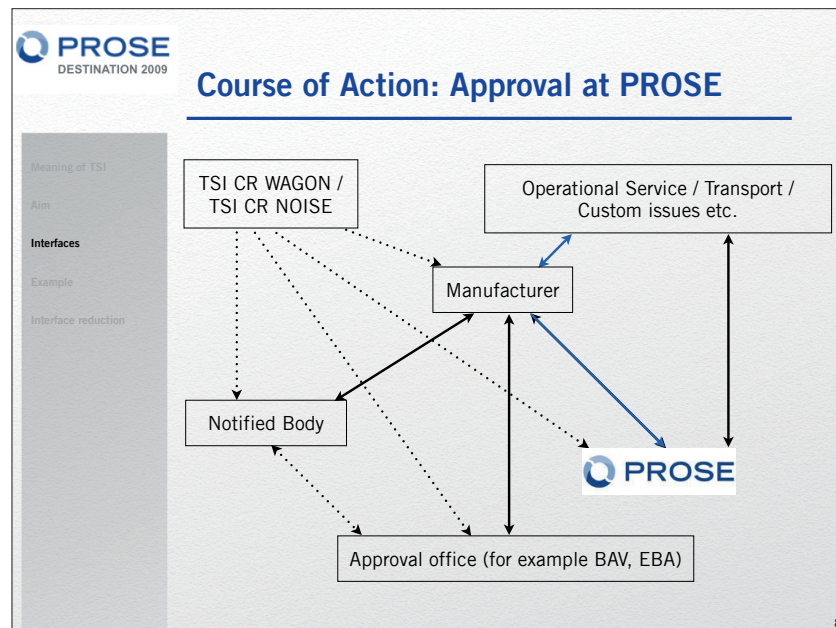 PROSE
DESTINATION 2009
Course of Action: Approval at PROSE
Meaning of TSI
Aim
Interfaces
Example
Interface reduction
TSI CR WAGON /
TSI CR NOISE
Operational Service / Transport /
Custom issues etc.
Manufacturer
Notified Body
PROSE
Approval office (for example BAV, EBA)